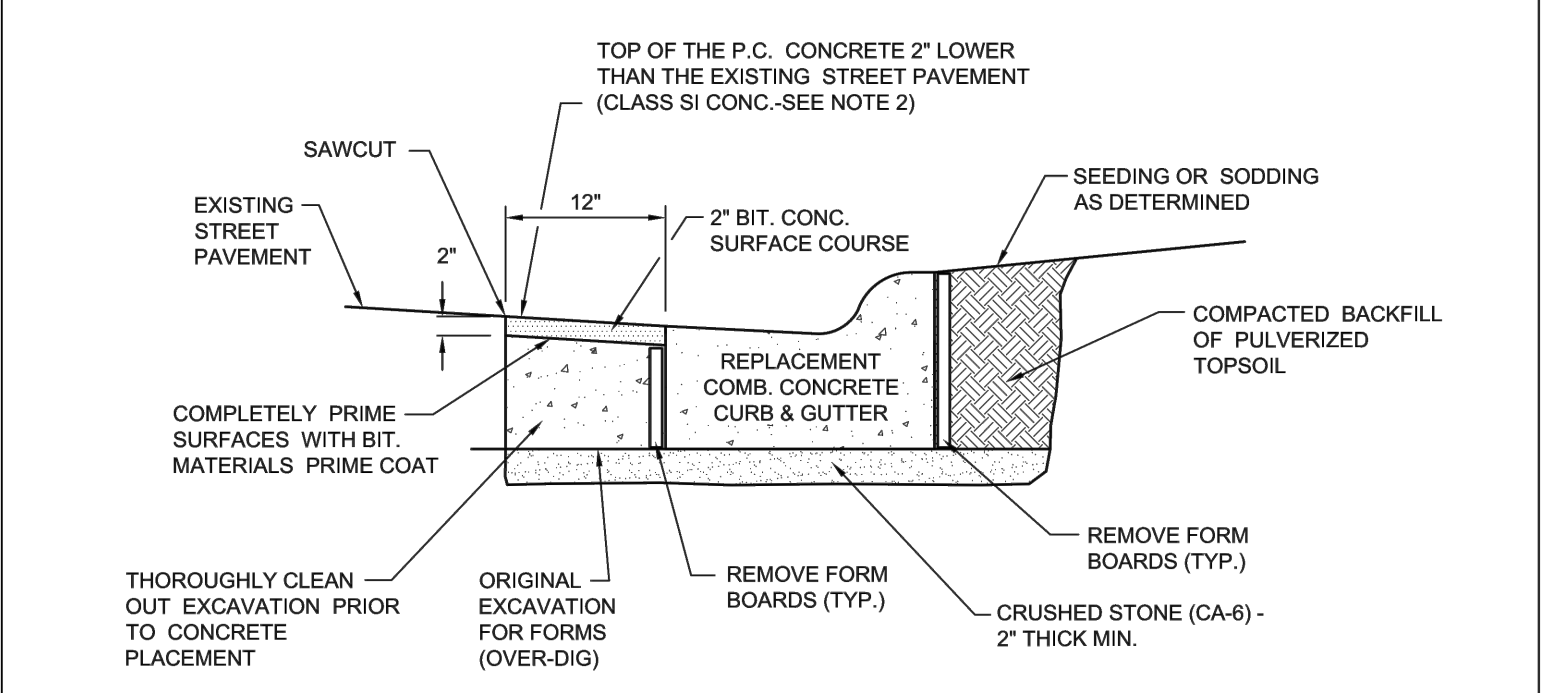 TOP OF THE P.C. CONCRETE 2" LOWER
THAN THE EXISTING STREET PAVEMENT
(CLASS SI CONC.-SEE NOTE 2)
SAWCUT
EXISTING
STREET
PAVEMENT
12"
2"
2" BIT. CONC.
SURFACE COURSE
SEEDING OR SODDING
AS DETERMINED
COMPACTED BACKFILL
OF PULVERIZED
TOPSOIL
REPLACEMENT
COMB. CONCRETE
CURB & GUTTER
COMPLETELY PRIME
SURFACES WITH BIT.
MATERIALS PRIME COAT
THOROUGHLY CLEAN
OUT EXCAVATION PRIOR
TO CONCRETE
PLACEMENT
ORIGINAL
EXCAVATION
FOR FORMS
(OVER-DIG)
REMOVE FORM
BOARDS (TYP.)
REMOVE FORM
BOARDS (TYP.)
CRUSHED STONE (CA-6) -
2" THICK MIN.